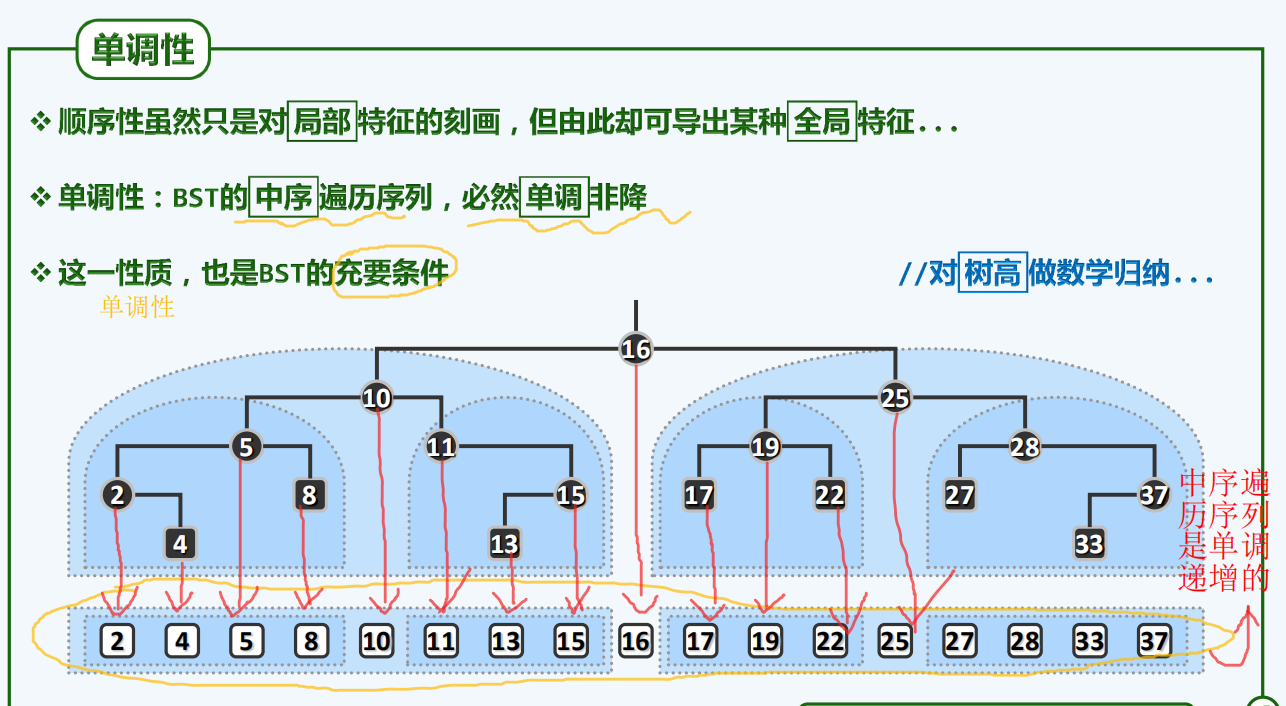 单调性
❖ 顺序性虽然只是对局部特征的刻画，但由此却可导出某种全局特征...
❖ 单调性：BST的中序遍历序列，必然单调非降
❖ 这一性质，也是BST的充要条件 //对树高做数学归纳...
单调性
16
10 25
5 11 19 28
2 8 15 17 22 27 37
4 13 33
中序遍
历序列
是单调
递增的
2 4 5 8 10 11 13 15 16 17 19 22 25 27 28 33 37